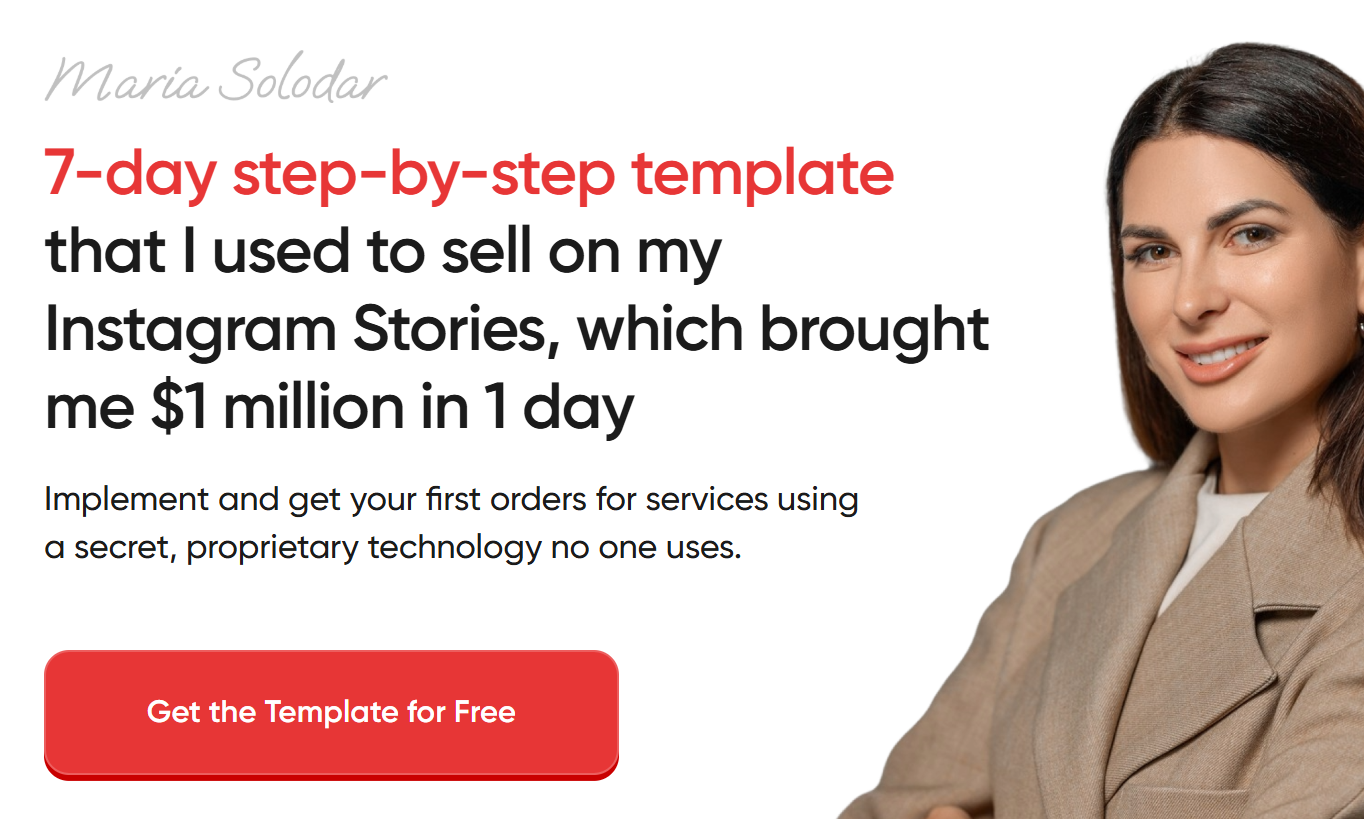 Maria Solodar
7-day step-by-step template
that I used to sell on my
Instagram Stories, which brought
me $1 million in 1 day
Implement and get your first orders for services using
a secret, proprietary technology no one uses.
Get the Template for Free